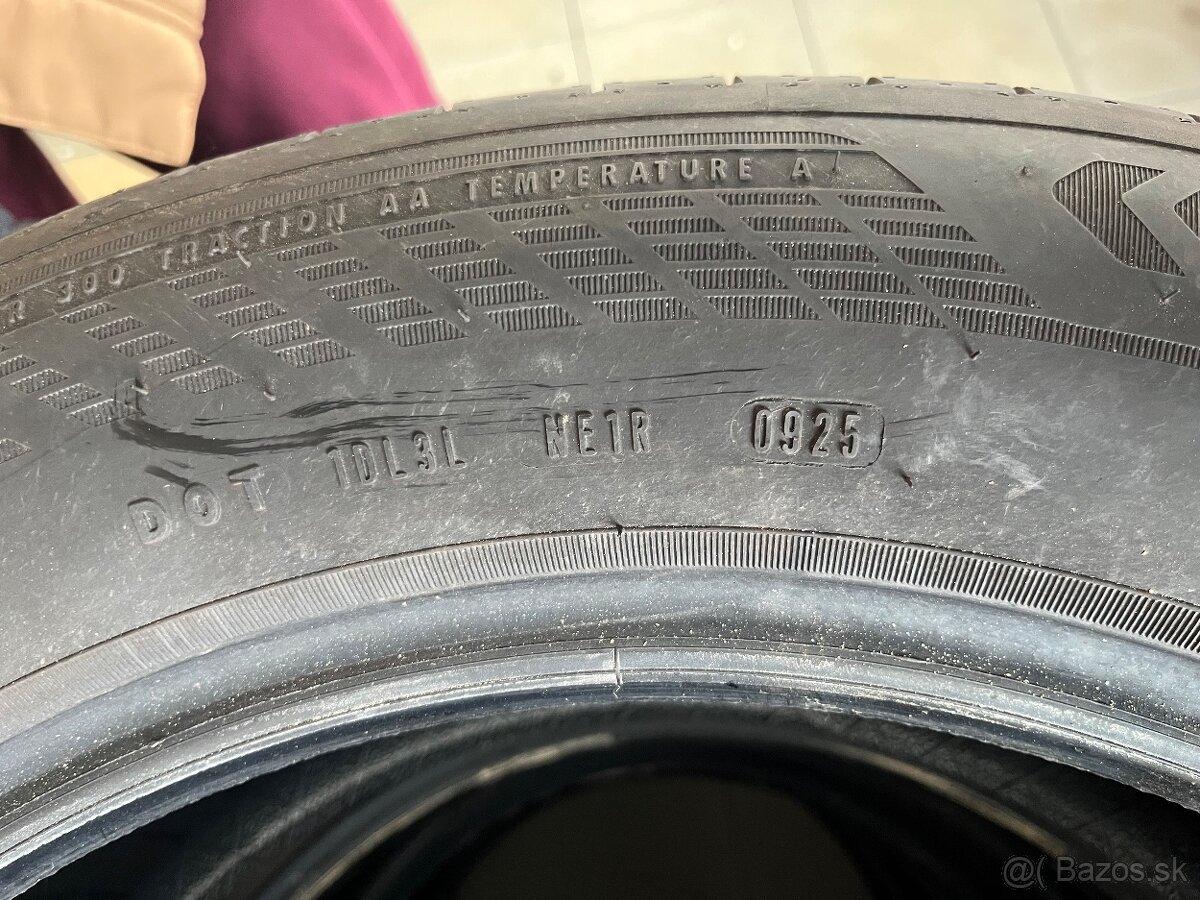 R 300 TRACTION AA TEMPERATURE A
DOT 1DL3L NE1R 0925
@( Bazos.sk